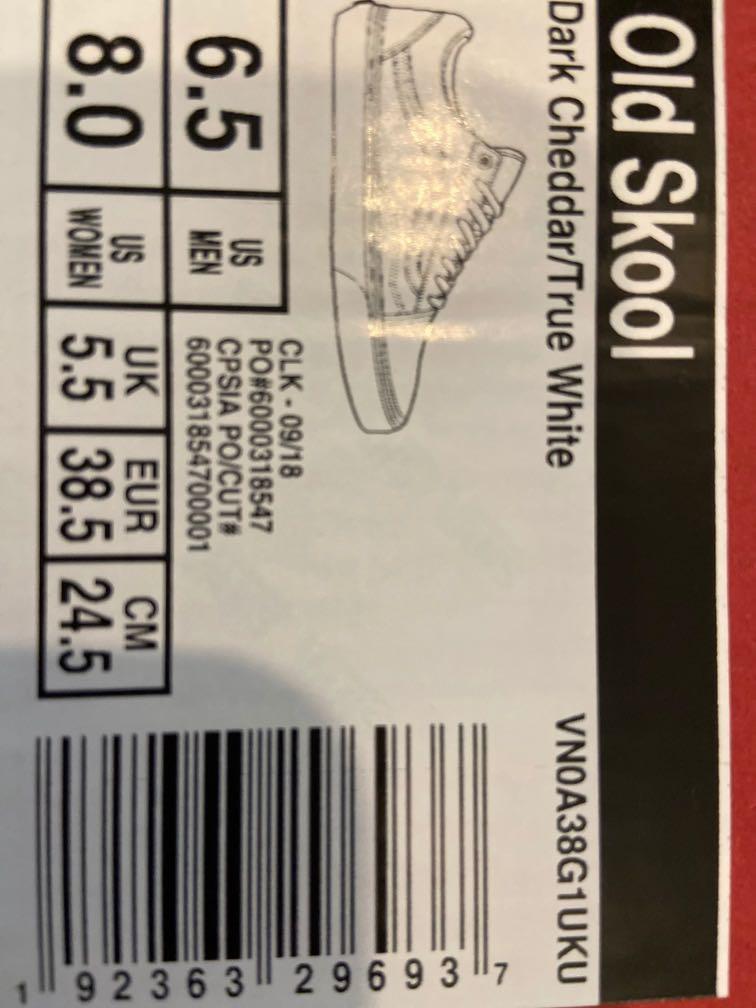 Old Skool
Dark Cheddar/True White
VN0A38G1UKU
6.5 US MEN
8.0 US WOMEN
UK 5.5
EUR 38.5
CM 24.5
CLK - 09/18
PO#6000318547
CPSIA PO/CUT#
600031854700001
1 92363 29693 7